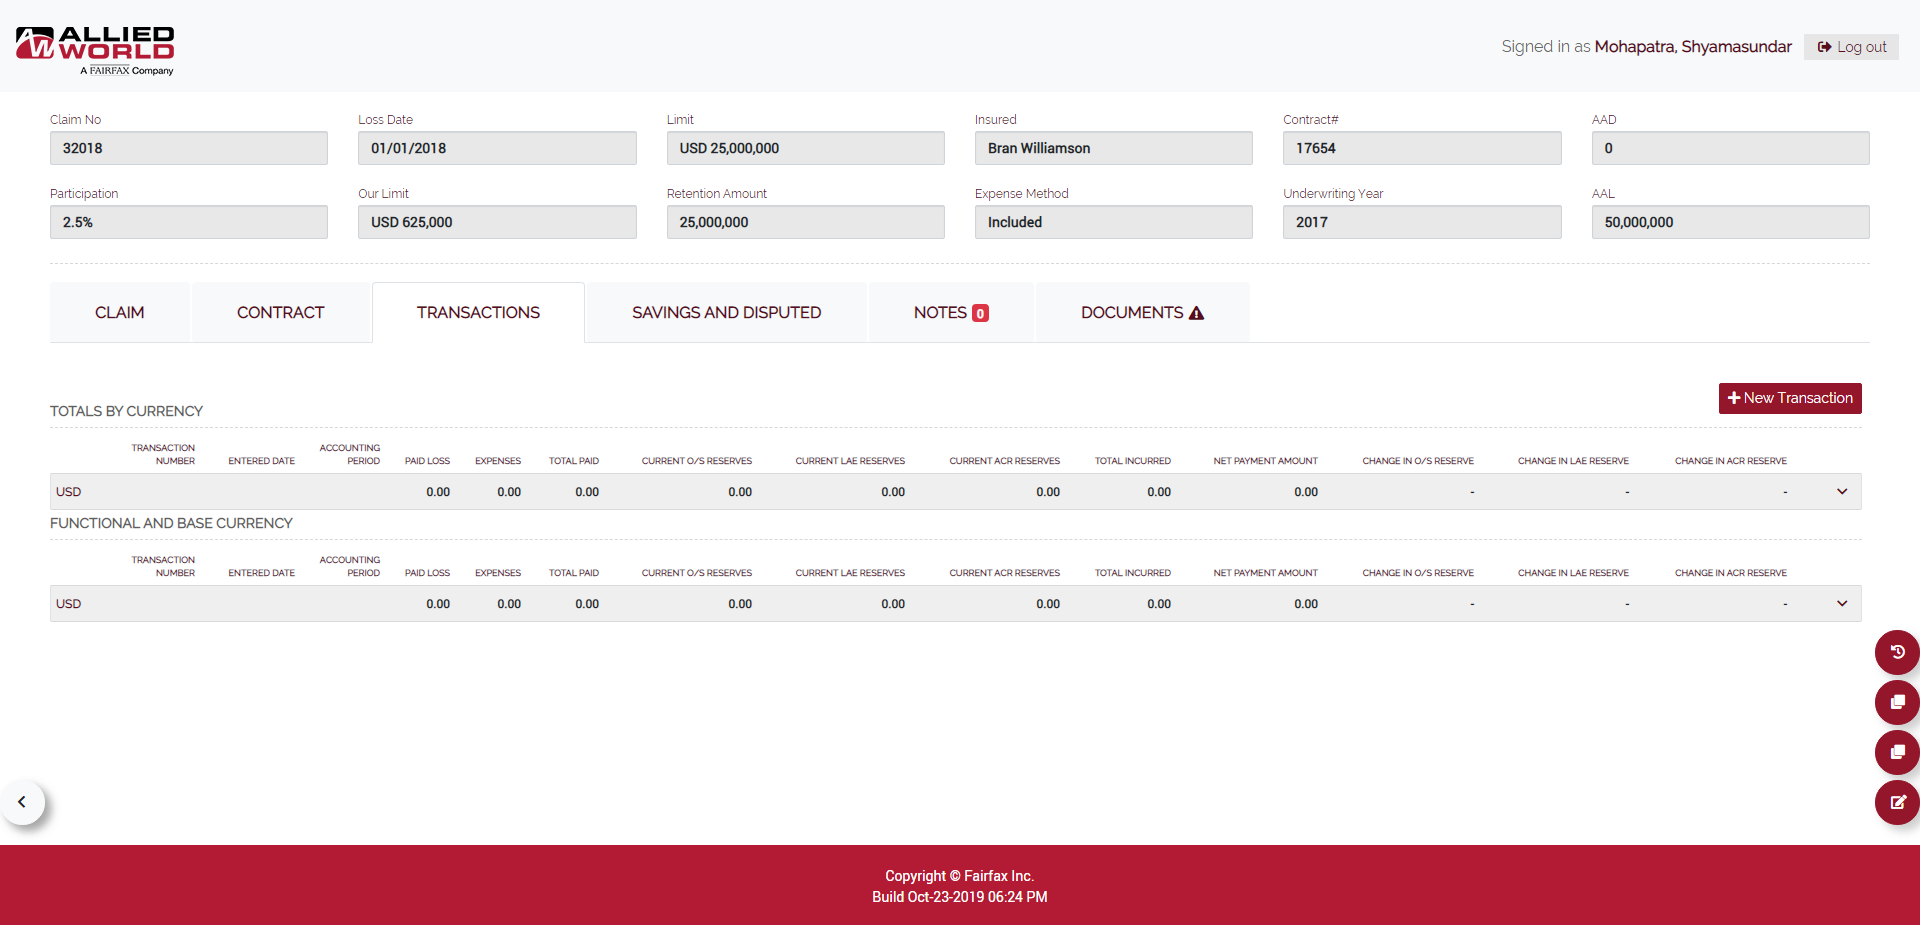 ALLIED
WORLD
A FAIRFAX Company
Signed in as Mohapatra, Shyamasundar
Log out
Claim No
Loss Date
Limit
Insured
Contract#
AAD
32018
01/01/2018
USD 25,000,000
Bran Williamson
17654
0
Participation
Our Limit
Retention Amount
Expense Method
Underwriting Year
AAL
2.5%
USD 625,000
25,000,000
Included
2017
50,000,000
CLAIM
CONTRACT
TRANSACTIONS
SAVINGS AND DISPUTED
NOTES 0
DOCUMENTS
New Transaction
TOTALS BY CURRENCY
TRANSACTION
NUMBER
ENTERED DATE
ACCOUNTING
PERIOD
PAID LOSS
EXPENSES
TOTAL PAID
CURRENT O/S RESERVES
CURRENT LAE RESERVES
CURRENT ACR RESERVES
TOTAL INCURRED
NET PAYMENT AMOUNT
CHANGE IN O/S RESERVE
CHANGE IN LAE RESERVE
CHANGE IN ACR RESERVE
USD 0.00 0.00 0.00 0.00 0.00 0.00 0.00 0.00 - - -
FUNCTIONAL AND BASE CURRENCY
TRANSACTION
NUMBER
ENTERED DATE
ACCOUNTING
PERIOD
PAID LOSS
EXPENSES
TOTAL PAID
CURRENT O/S RESERVES
CURRENT LAE RESERVES
CURRENT ACR RESERVES
TOTAL INCURRED
NET PAYMENT AMOUNT
CHANGE IN O/S RESERVE
CHANGE IN LAE RESERVE
CHANGE IN ACR RESERVE
USD 0.00 0.00 0.00 0.00 0.00 0.00 0.00 0.00 - - -
Copyright © Fairfax Inc.
Build Oct-23-2019 06:24 PM